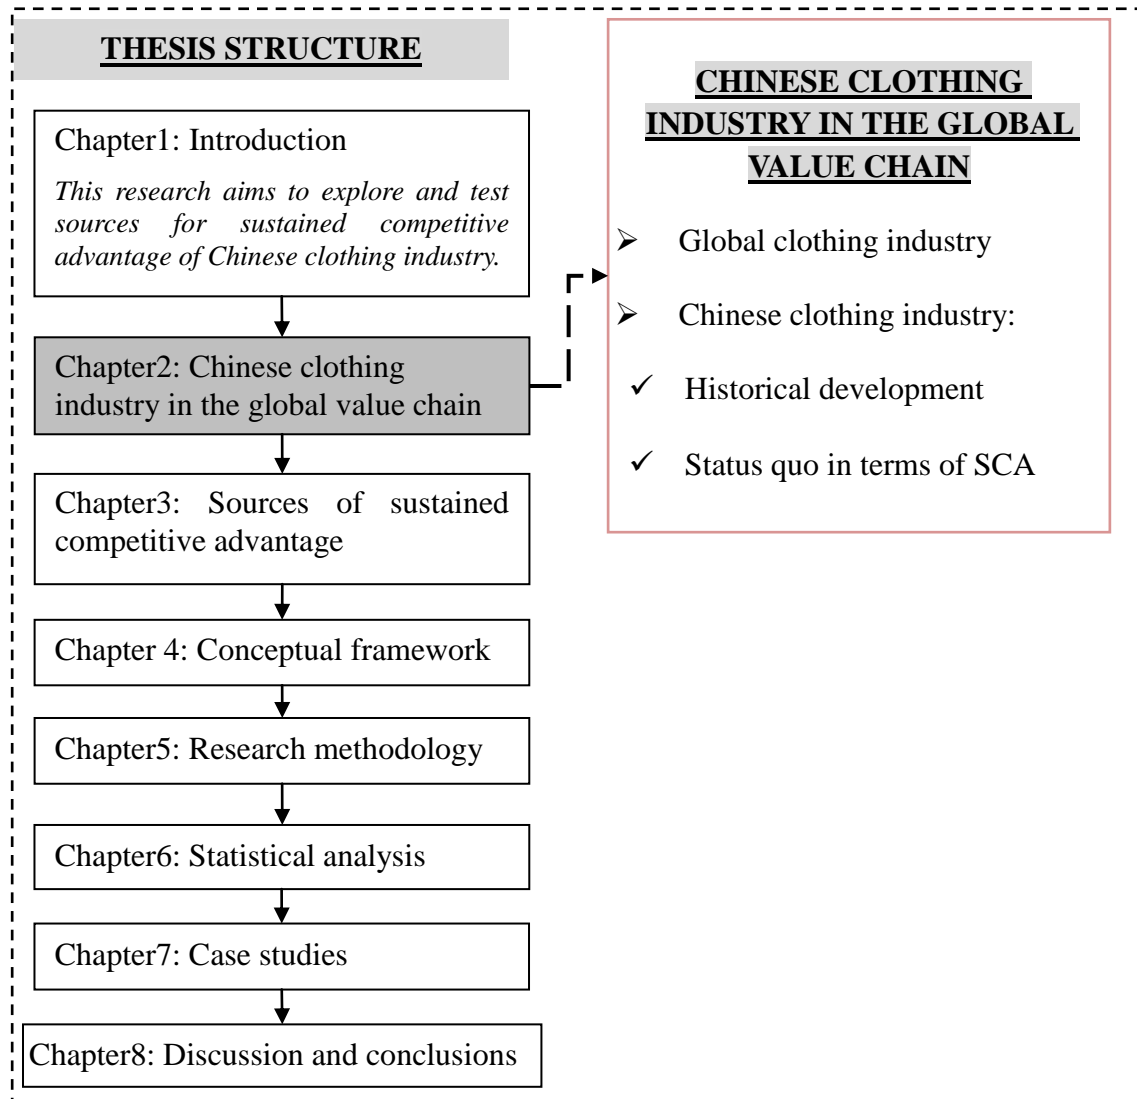 THESIS STRUCTURE
Chapter1: Introduction
This research aims to explore and test
sources for sustained competitive
advantage of Chinese clothing industry.
Chapter2: Chinese clothing
industry in the global value chain
Chapter3: Sources of sustained
competitive advantage
Chapter 4: Conceptual framework
Chapter5: Research methodology
Chapter6: Statistical analysis
Chapter7: Case studies
Chapter8: Discussion and conclusions
CHINESE CLOTHING
INDUSTRY IN THE GLOBAL
VALUE CHAIN
➢ Global clothing industry
➢ Chinese clothing industry:
✓ Historical development
✓ Status quo in terms of SCA